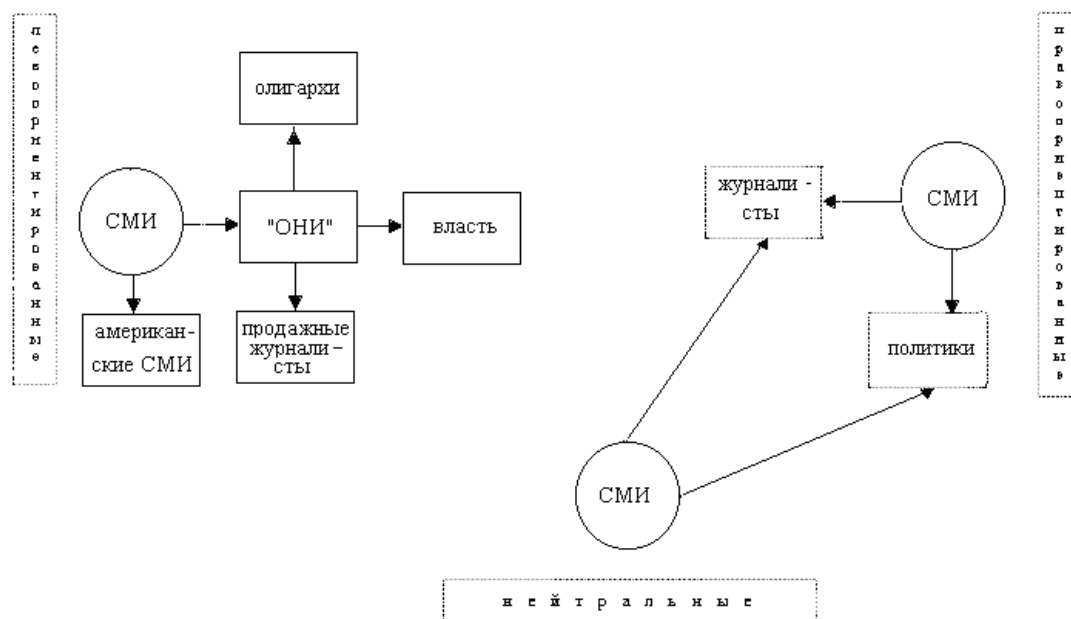 левоориентированные
олигархи
СМИ
"ОНИ"
власть
американ-
ские СМИ
продажные
журнали-
сты
журнали-
сты
СМИ
политики
правоориентированные
СМИ
нейтральные